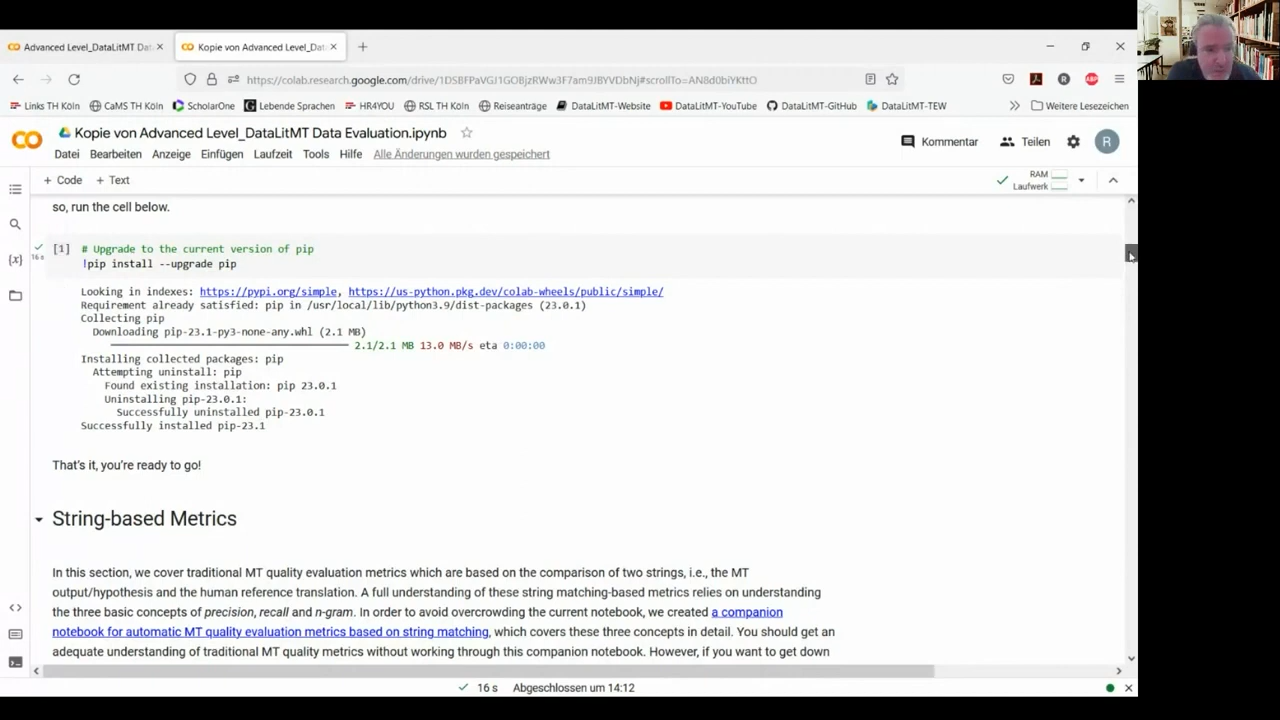 Advanced Level_DataLitMT Dat
Kopie von Advanced Level_Dat
https://colab.research.google.com/drive/1DSBFPaVGJ1GOBjzRWw3F7am9JBYVDbNj#scrollTo=AN8d0biYKttO
Links TH Köln
CaMS TH Köln
ScholarOne
Lebende Sprachen
HR4YOU
RSL TH Köln
Reiseanträge
DataLitMT-Website
DataLitMT-YouTube
DataLitMT-GitHub
DataLitMT-TEW
Weitere Lesezeichen
Kopie von Advanced Level_DataLitMT Data Evaluation.ipynb
Kommentar
Teilen
R
Datei Bearbeiten Anzeige Einfügen Laufzeit Tools Hilfe Alle Änderungen wurden gespeichert
+ Code + Text
RAM
Laufwerk
so, run the cell below.
[1] # Upgrade to the current version of pip
16 s
!pip install --upgrade pip
Looking in indexes: https://pypi.org/simple, https://us-python.pkg.dev/colab-wheels/public/simple/
Requirement already satisfied: pip in /usr/local/lib/python3.9/dist-packages (23.0.1)
Collecting pip
Downloading pip-23.1-py3-none-any.whl (2.1 MB)
2.1/2.1 MB 13.0 MB/s eta 0:00:00
Installing collected packages: pip
Attempting uninstall: pip
Found existing installation: pip 23.0.1
Uninstalling pip-23.0.1:
Successfully uninstalled pip-23.0.1
Successfully installed pip-23.1
That's it, you're ready to go!
String-based Metrics
In this section, we cover traditional MT quality evaluation metrics which are based on the comparison of two strings, i.e., the MT
output/hypothesis and the human reference translation. A full understanding of these string matching-based metrics relies on understanding
the three basic concepts of precision, recall and n-gram. In order to avoid overcrowding the current notebook, we created a companion
notebook for automatic MT quality evaluation metrics based on string matching, which covers these three concepts in detail. You should get an
adequate understanding of traditional MT quality metrics without working through this companion notebook. However, if you want to get down
16 s Abgeschlossen um 14:12